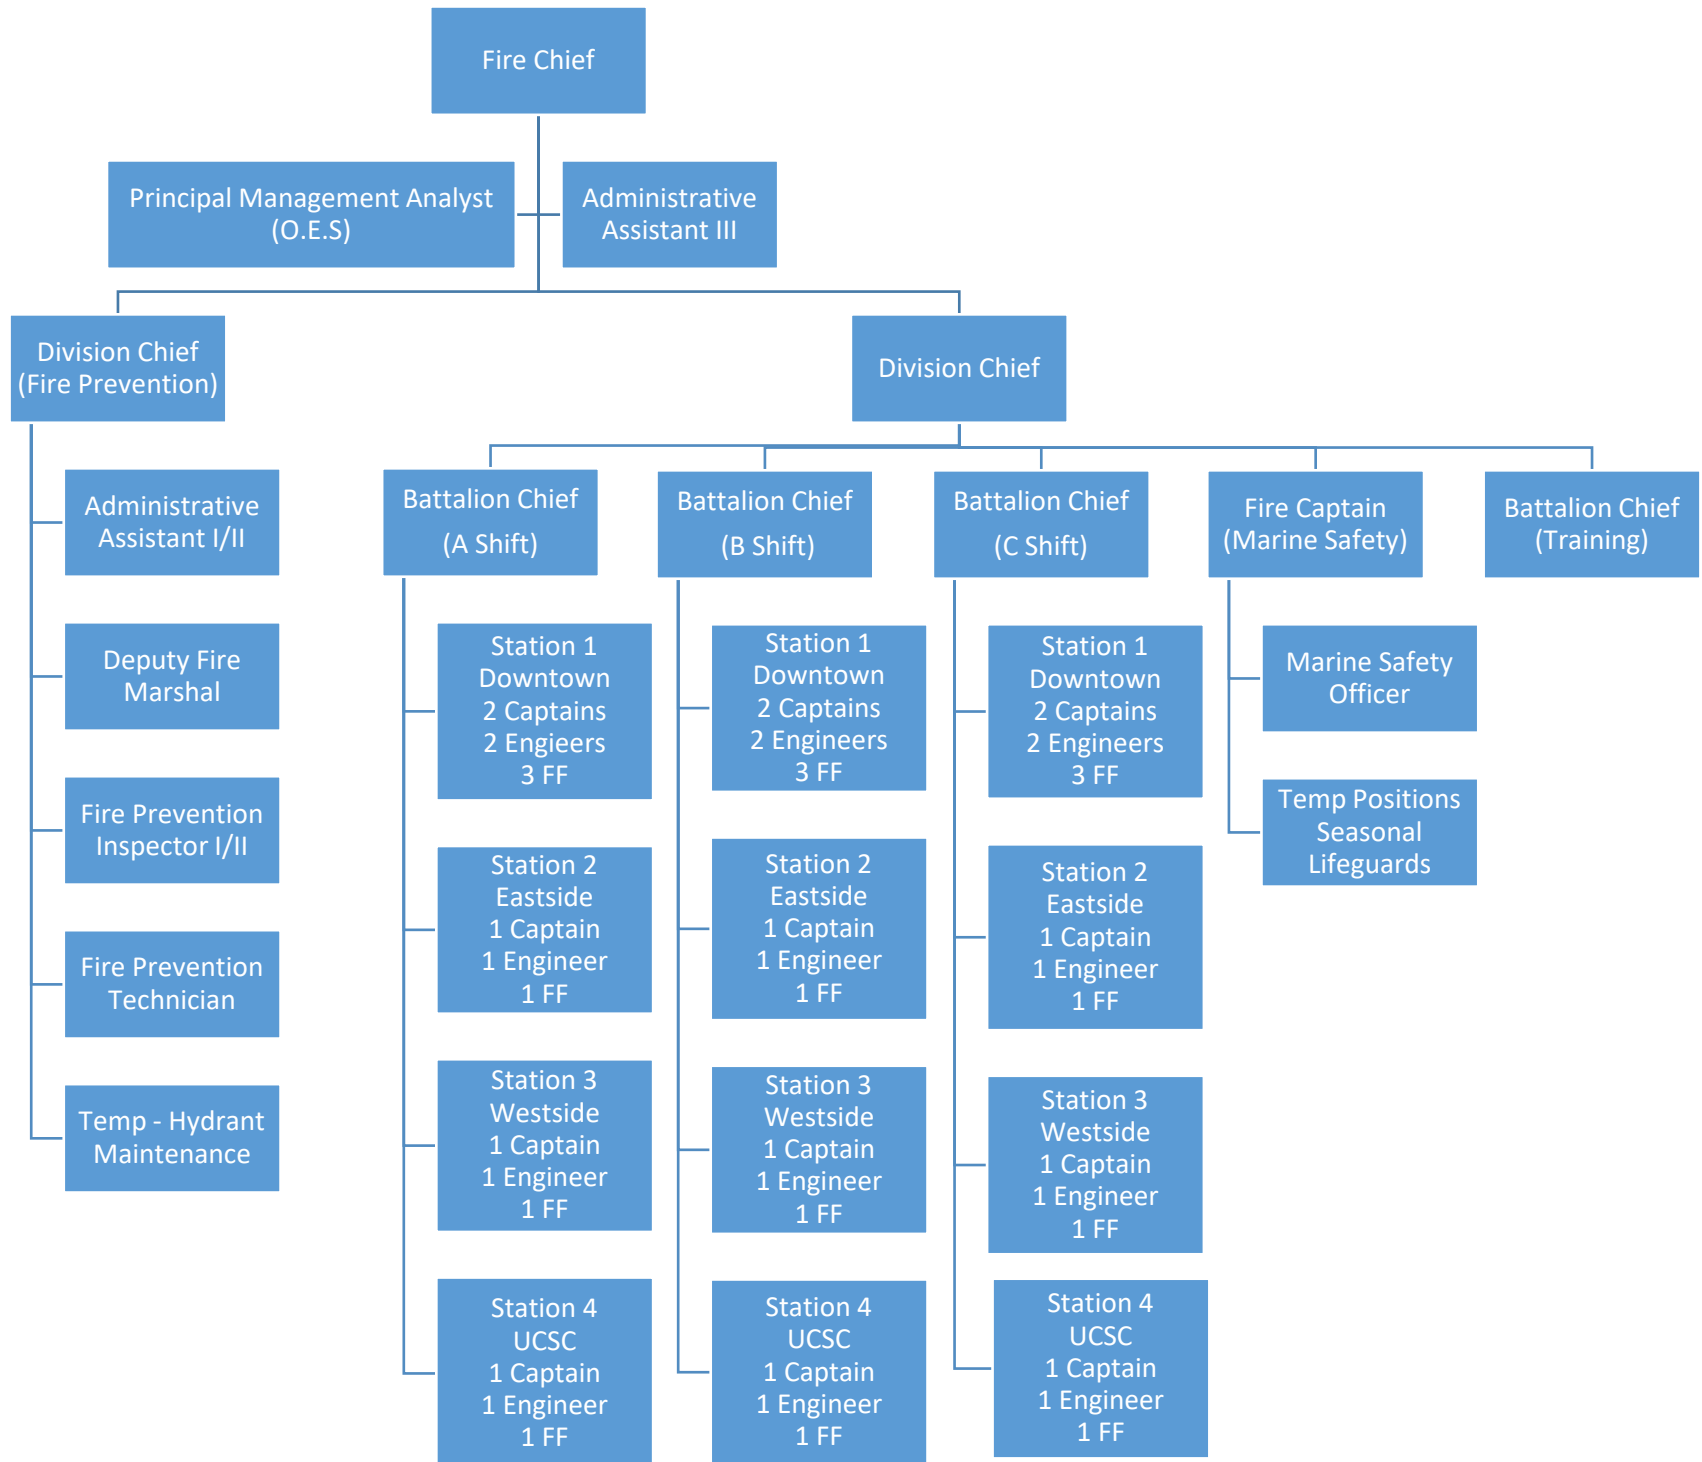 Fire Chief
Principal Management Analyst
(O.E.S)
Administrative
Assistant III
Division Chief
(Fire Prevention)
Division Chief
Administrative
Assistant I/II
Deputy Fire
Marshal
Fire Prevention
Inspector I/II
Fire Prevention
Technician
Temp - Hydrant
Maintenance
Battalion Chief
(A Shift)
Station 1
Downtown
2 Captains
2 Engieers
3 FF
Station 2
Eastside
1 Captain
1 Engineer
1 FF
Station 3
Westside
1 Captain
1 Engineer
1 FF
Station 4
UCSC
1 Captain
1 Engineer
1 FF
Battalion Chief
(B Shift)
Station 1
Downtown
2 Captains
2 Engineers
3 FF
Station 2
Eastside
1 Captain
1 Engineer
1 FF
Station 3
Westside
1 Captain
1 Engineer
1 FF
Station 4
UCSC
1 Captain
1 Engineer
1 FF
Battalion Chief
(C Shift)
Station 1
Downtown
2 Captains
2 Engineers
3 FF
Station 2
Eastside
1 Captain
1 Engineer
1 FF
Station 3
Westside
1 Captain
1 Engineer
1 FF
Station 4
UCSC
1 Captain
1 Engineer
1 FF
Fire Captain
(Marine Safety)
Marine Safety
Officer
Temp Positions
Seasonal
Lifeguards
Battalion Chief
(Training)